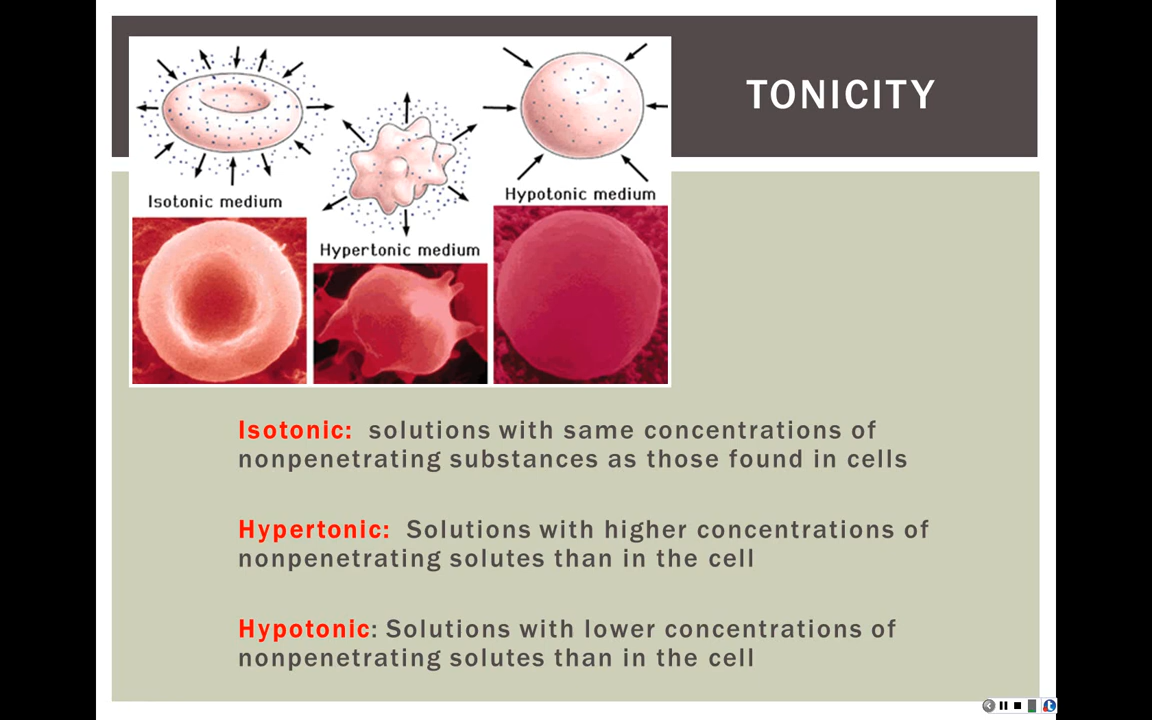 TONICITY
Isotonic medium
Hypertonic medium
Hypotonic medium
Isotonic:  solutions with same concentrations of
nonpenetrating substances as those found in cells
Hypertonic:  Solutions with higher concentrations of
nonpenetrating solutes than in the cell
Hypotonic: Solutions with lower concentrations of
nonpenetrating solutes than in the cell